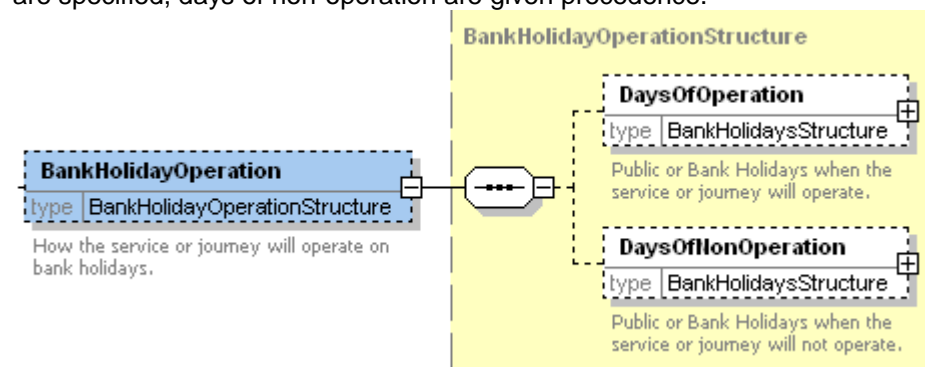 are specified, days of non-operation are given precedence.
BankHolidayOperationStructure
DaysOfOperation
type BankHolidaysStructure
Public or Bank Holidays when the
service or journey will operate.
BankHolidayOperation
type BankHolidayOperationStructure
How the service or journey will operate on
bank holidays.
DaysOfNonOperation
type BankHolidaysStructure
Public or Bank Holidays when the
service or journey will not operate.